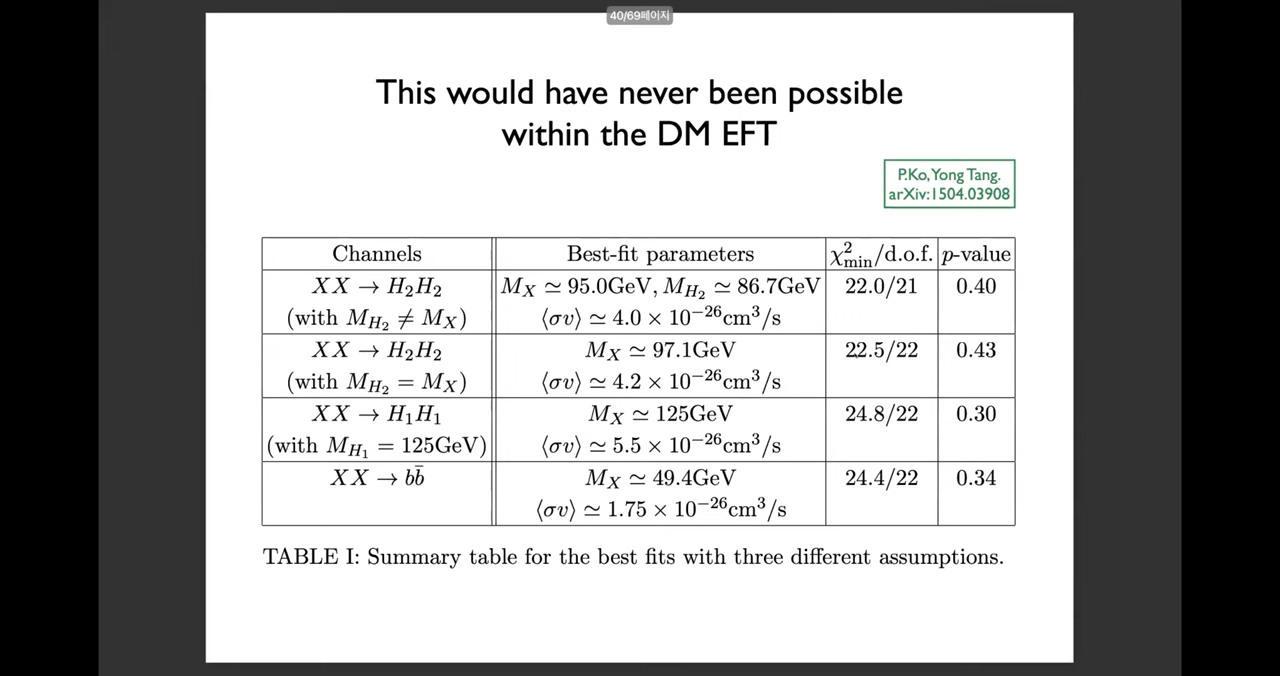 40/69페이지
This would have never been possible
within the DM EFT
P.Ko, Yong Tang.
arXiv:1504.03908
Channels Best-fit parameters χ²_min/d.o.f. p-value
XX → H₂H₂ M_X ≃ 95.0GeV, M_H₂ ≃ 86.7GeV 22.0/21 0.40
(with M_H₂ ≠ M_X) ⟨σv⟩ ≃ 4.0 × 10⁻²⁶cm³/s
XX → H₂H₂ M_X ≃ 97.1GeV 22.5/22 0.43
(with M_H₂ = M_X) ⟨σv⟩ ≃ 4.2 × 10⁻²⁶cm³/s
XX → H₁H₁ M_X ≃ 125GeV 24.8/22 0.30
(with M_H₁ = 125GeV) ⟨σv⟩ ≃ 5.5 × 10⁻²⁶cm³/s
XX → bb̄ M_X ≃ 49.4GeV 24.4/22 0.34
⟨σv⟩ ≃ 1.75 × 10⁻²⁶cm³/s
TABLE I: Summary table for the best fits with three different assumptions.